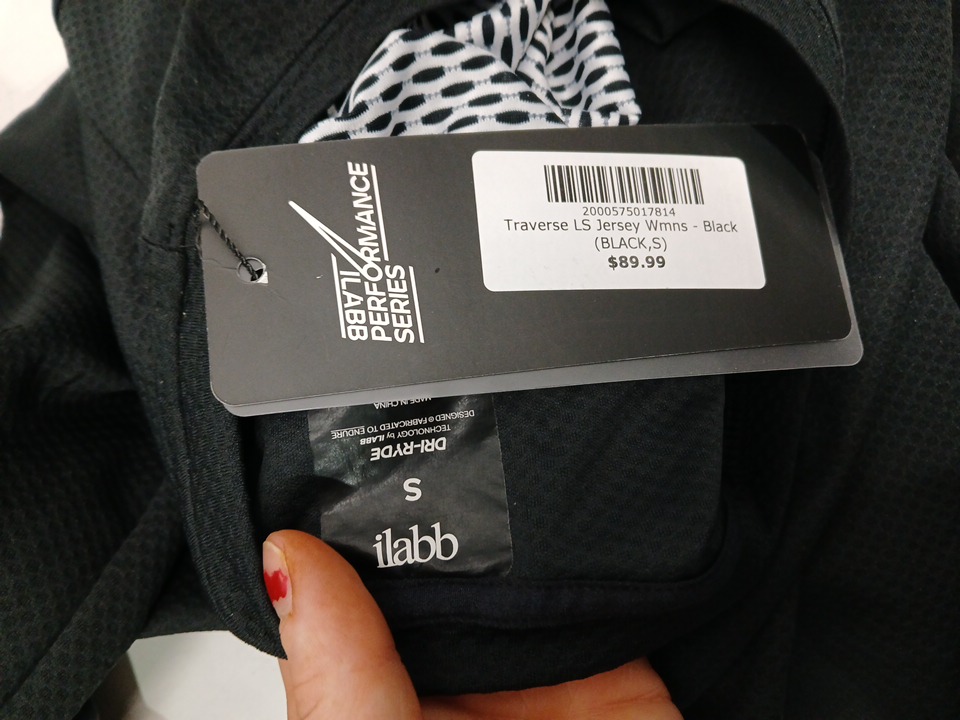 2000575017814
Traverse LS Jersey Wmns - Black
(BLACK,S)
$89.99
ILABB
PERFORMANCE
SERIES
MADE IN CHINA
DESIGNED & FABRICATED TO ENDURE
TECHNOLOGY by ILABB
DRI-RYDE
S
ilabb